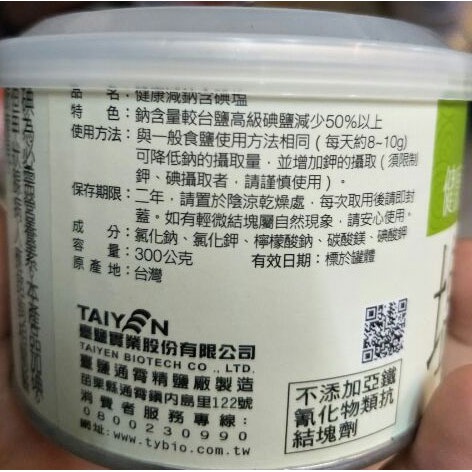 品 名：健康減鈉含碘鹽
特 色：鈉含量較台鹽高級碘鹽減少50%以上
使用方法：與一般食鹽使用方法相同（每天約8-10g）
可降低鈉的攝取量，並增加鉀的攝取（須限制
鉀、碘攝取者，請謹慎使用）。
保存期限：二年，請置於陰涼乾燥處，每次取用後請即封
蓋。如有輕微結塊屬自然現象，請安心使用。
成 分：氯化鈉、氯化鉀、檸檬酸鈉、碳酸鎂、碘酸鉀
容 量：300公克 有效日期：標於罐體
原 產 地：台灣
TAIYEN
臺鹽實業股份有限公司
TAIYEN BIOTECH CO ., LTD.
臺鹽通霄精鹽廠製造
苗栗縣通霄鎮內島里122號
消費者服務專線：
0800230990
網址：www.tybio.com.tw
不添加亞鐵
氰化物類抗
結塊劑